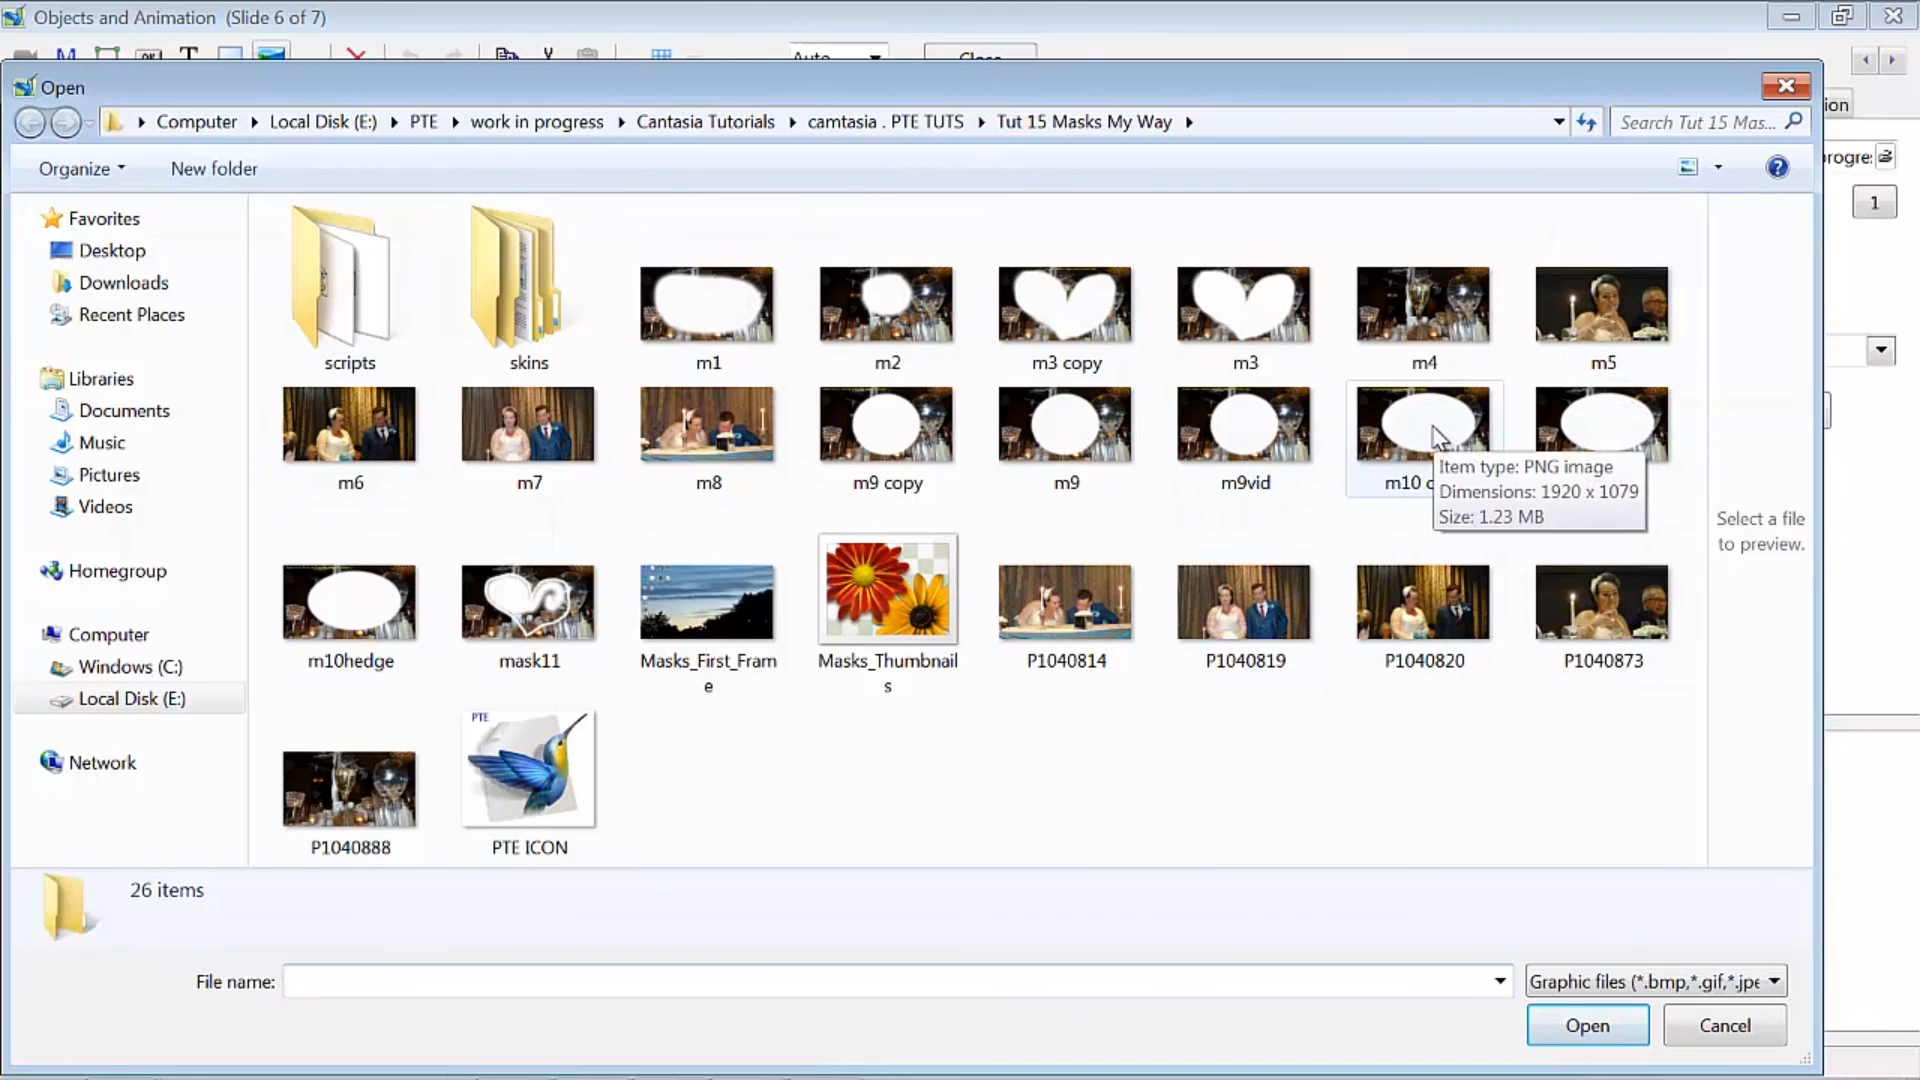 Objects and Animation (Slide 6 of 7)
Auto
Close
Open
Computer Local Disk (E:) PTE work in progress Cantasia Tutorials camtasia . PTE TUTS Tut 15 Masks My Way
Search Tut 15 Mas...
Organize
New folder
1
Favorites
Desktop
Downloads
Recent Places
Libraries
Documents
Music
Pictures
Videos
Homegroup
Computer
Windows (C:)
Local Disk (E:)
Network
scripts
skins
m1
m2
m3 copy
m3
m4
m5
m6
m7
m8
m9 copy
m9
m9vid
m10
Item type: PNG image
Dimensions: 1920 x 1079
Size: 1.23 MB
m10hedge
mask11
Masks_First_Fram
e
Masks_Thumbnail
s
P1040814
P1040819
P1040820
P1040873
P1040888
PTE
PTE ICON
Select a file
to preview.
26 items
File name:
Graphic files (*.bmp,*.gif,*.jpe
Open
Cancel